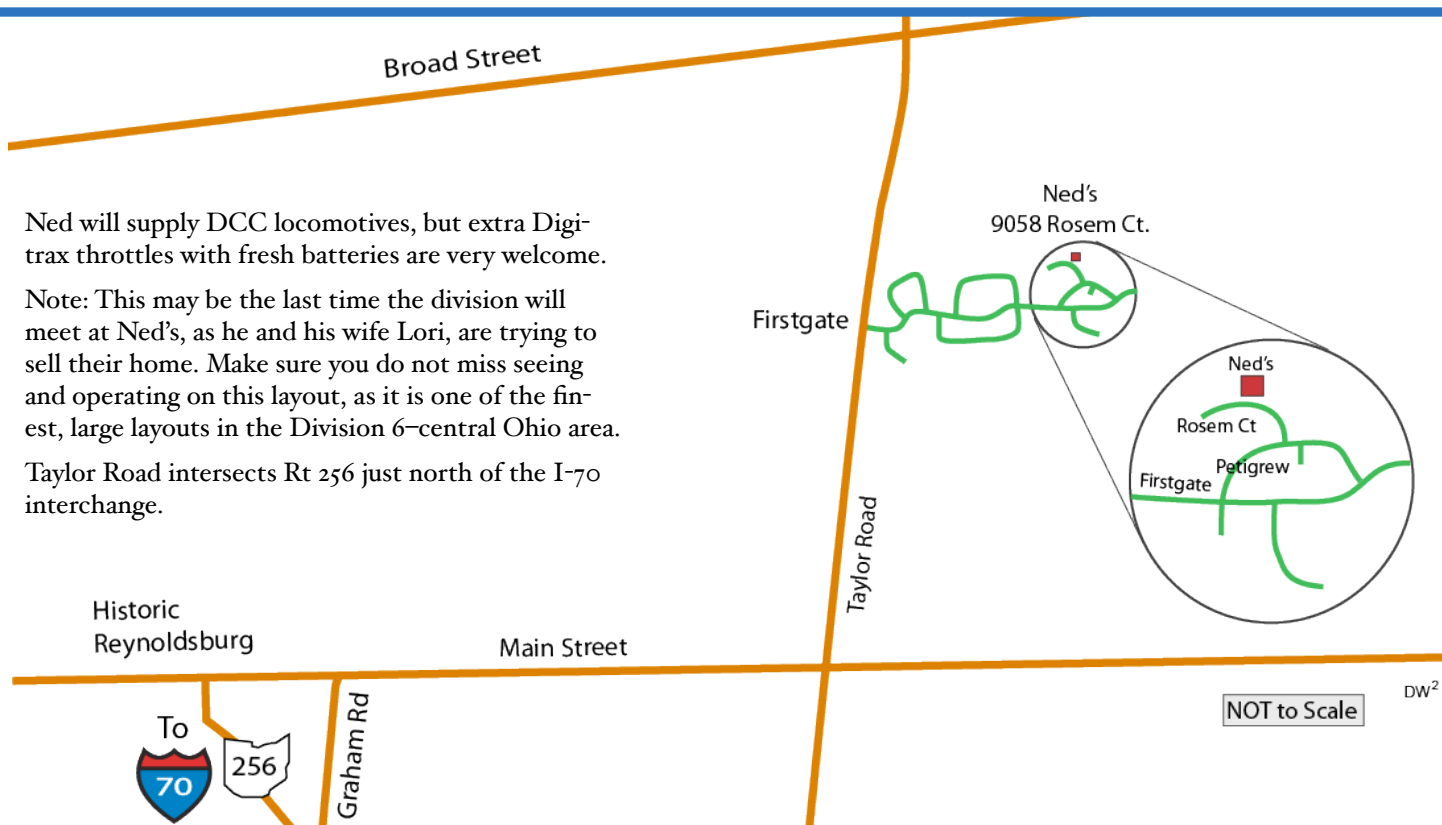 Broad Street
Ned will supply DCC locomotives, but extra Digi-
trax throttles with fresh batteries are very welcome.
Note: This may be the last time the division will
meet at Ned's, as he and his wife Lori, are trying to
sell their home. Make sure you do not miss seeing
and operating on this layout, as it is one of the fin-
est, large layouts in the Division 6–central Ohio area.
Taylor Road intersects Rt 256 just north of the I-70
interchange.
Ned's
9058 Rosem Ct.
Firstgate
Ned's
Rosem Ct
Petigrew
Firstgate
Taylor Road
Historic
Reynoldsburg
Main Street
To
70
256
Graham Rd
NOT to Scale
DW²